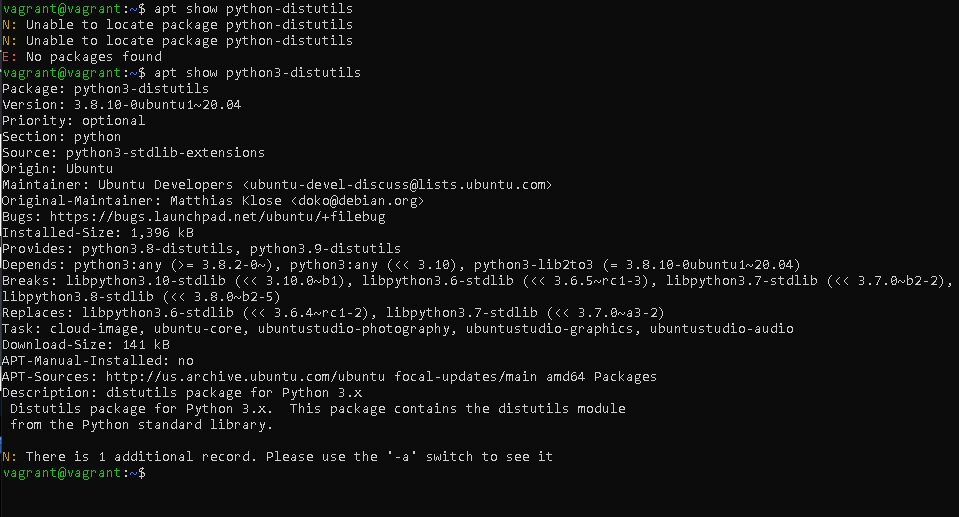 vagrant@vagrant:~$ apt show python-distutils
N: Unable to locate package python-distutils
N: Unable to locate package python-distutils
E: No packages found
vagrant@vagrant:~$ apt show python3-distutils
Package: python3-distutils
Version: 3.8.10-0ubuntu1~20.04
Priority: optional
Section: python
Source: python3-stdlib-extensions
Origin: Ubuntu
Maintainer: Ubuntu Developers <ubuntu-devel-discuss@lists.ubuntu.com>
Original-Maintainer: Matthias Klose <doko@debian.org>
Bugs: https://bugs.launchpad.net/ubuntu/+filebug
Installed-Size: 1,396 kB
Provides: python3.8-distutils, python3.9-distutils
Depends: python3:any (>= 3.8.2-0~), python3:any (<< 3.10), python3-lib2to3 (= 3.8.10-0ubuntu1~20.04)
Breaks: libpython3.10-stdlib (<< 3.10.0~b1), libpython3.6-stdlib (<< 3.6.5~rc1-3), libpython3.7-stdlib (<< 3.7.0~b2-2),
libpython3.8-stdlib (<< 3.8.0~b2-5)
Replaces: libpython3.6-stdlib (<< 3.6.4~rc1-2), libpython3.7-stdlib (<< 3.7.0~a3-2)
Task: cloud-image, ubuntu-core, ubuntustudio-photography, ubuntustudio-graphics, ubuntustudio-audio
Download-Size: 141 kB
APT-Manual-Installed: no
APT-Sources: http://us.archive.ubuntu.com/ubuntu focal-updates/main amd64 Packages
Description: distutils package for Python 3.x
 Distutils package for Python 3.x.  This package contains the distutils module
 from the Python standard library.
N: There is 1 additional record. Please use the '-a' switch to see it
vagrant@vagrant:~$